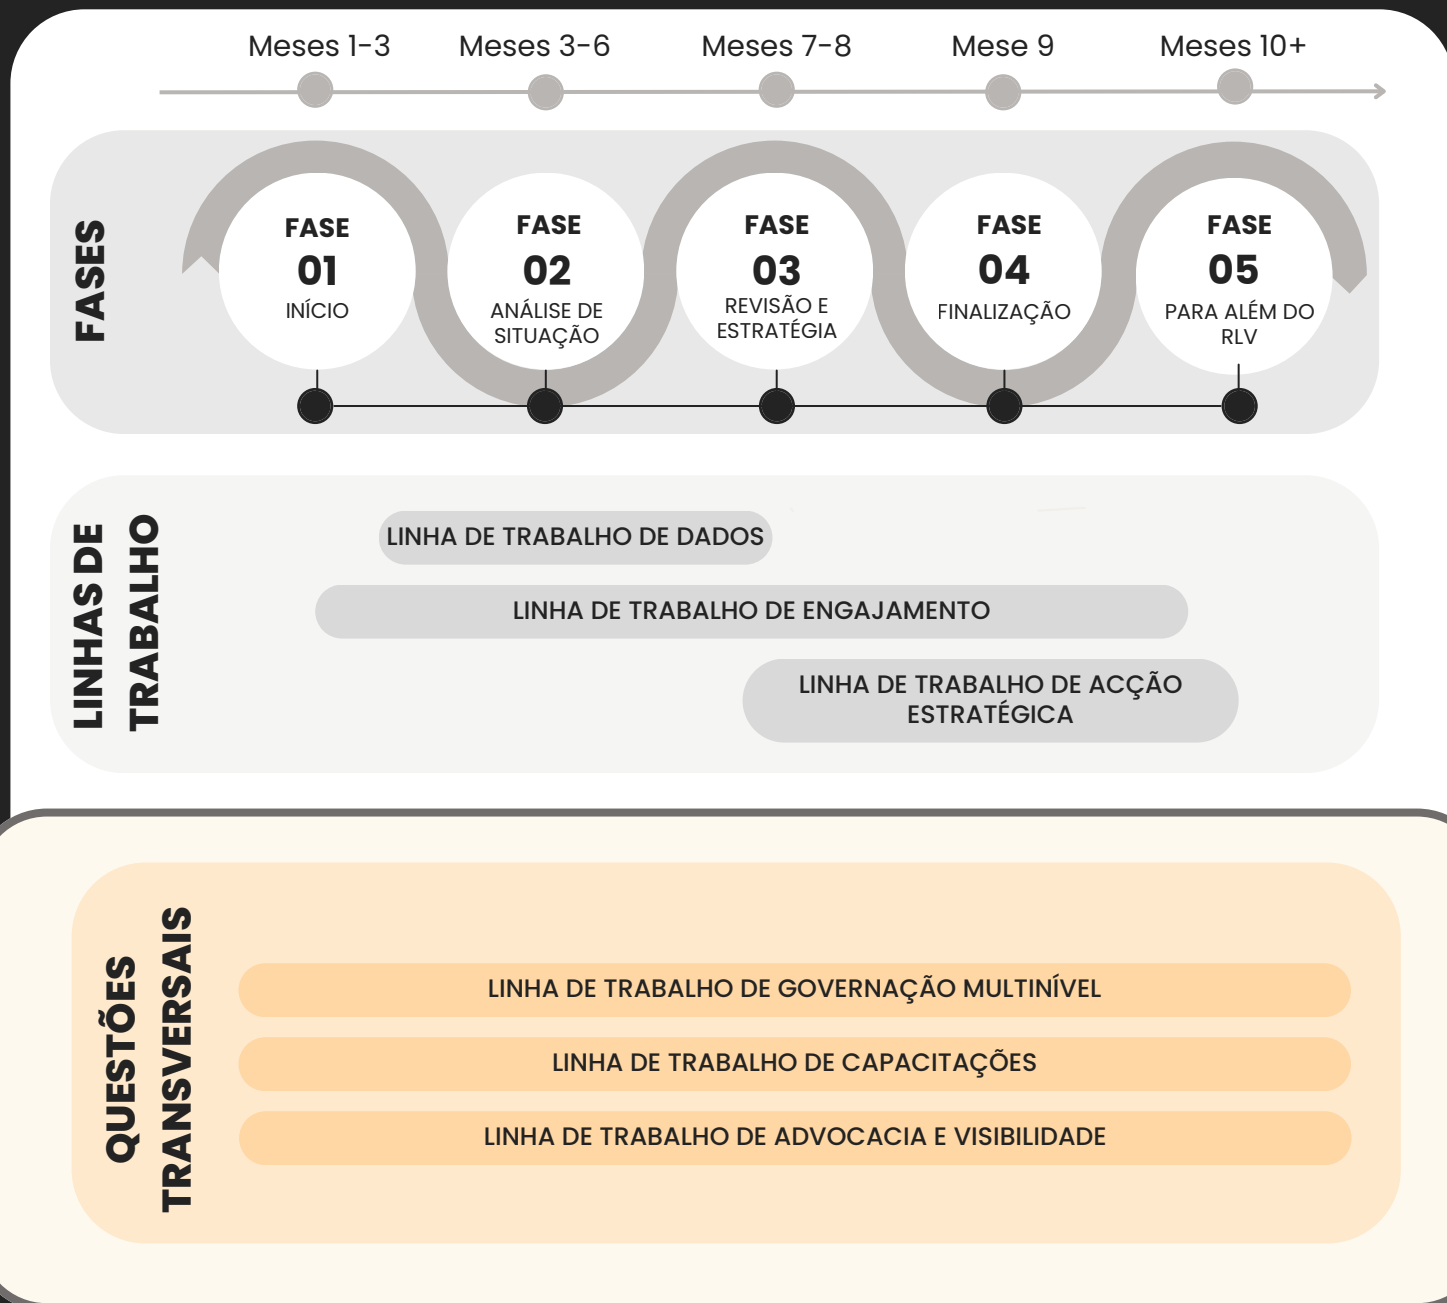 Meses 1-3
Meses 3-6
Meses 7-8
Mese 9
Meses 10+
FASES
FASE
01
INÍCIO
FASE
02
ANÁLISE DE
SITUAÇÃO
FASE
03
REVISÃO E
ESTRATÉGIA
FASE
04
FINALIZAÇÃO
FASE
05
PARA ALÉM DO
RLV
LINHAS DE
TRABALHO
LINHA DE TRABALHO DE DADOS
LINHA DE TRABALHO DE ENGAJAMENTO
LINHA DE TRABALHO DE ACÇÃO
ESTRATÉGICA
QUESTÕES
TRANSVERSAIS
LINHA DE TRABALHO DE GOVERNAÇÃO MULTINÍVEL
LINHA DE TRABALHO DE CAPACITAÇÕES
LINHA DE TRABALHO DE ADVOCACIA E VISIBILIDADE